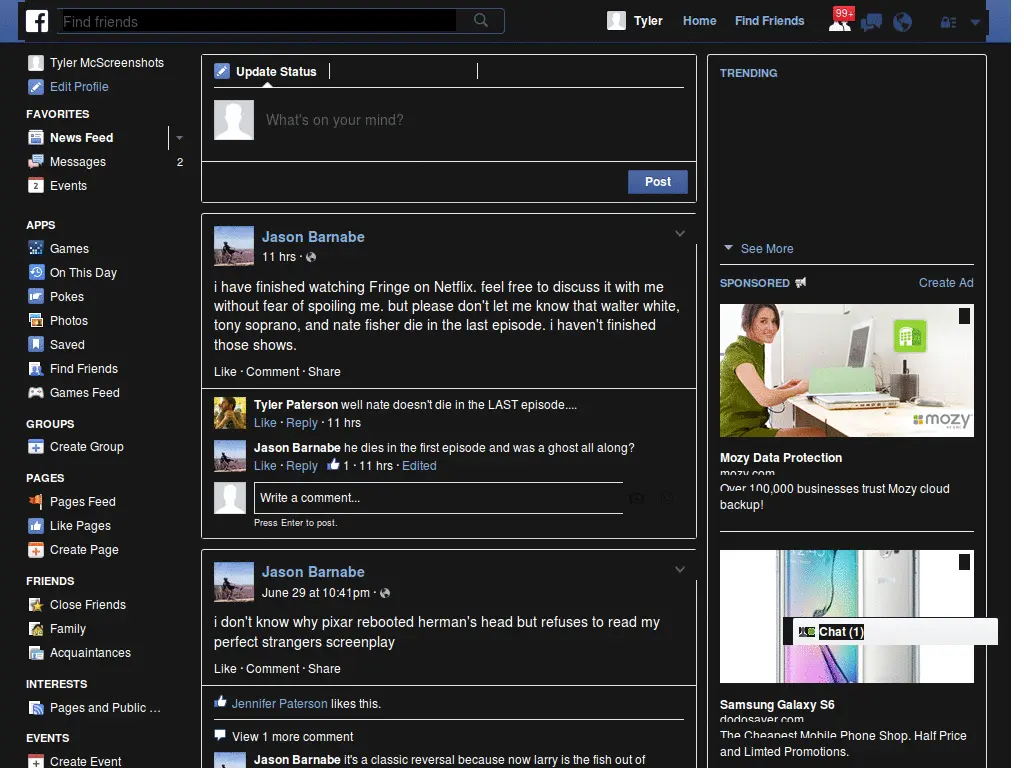 Find friends
Tyler
Home
Find Friends
99+
Tyler McScreenshots
Edit Profile
FAVORITES
News Feed
Messages 2
Events
APPS
Games
On This Day
Pokes
Photos
Saved
Find Friends
Games Feed
GROUPS
Create Group
PAGES
Pages Feed
Like Pages
Create Page
FRIENDS
Close Friends
Family
Acquaintances
INTERESTS
Pages and Public ...
EVENTS
Create Event
Update Status
What's on your mind?
Post
Jason Barnabe
11 hrs ·
i have finished watching Fringe on Netflix. feel free to discuss it with me
without fear of spoiling me. but please don't let me know that walter white,
tony soprano, and nate fisher die in the last episode. i haven't finished
those shows.
Like · Comment · Share
Tyler Paterson well nate doesn't die in the LAST episode....
Like · Reply · 11 hrs
Jason Barnabe he dies in the first episode and was a ghost all along?
Like · Reply 1 · 11 hrs · Edited
Write a comment...
Press Enter to post.
Jason Barnabe
June 29 at 10:41pm ·
i don't know why pixar rebooted herman's head but refuses to read my
perfect strangers screenplay
Like · Comment · Share
Jennifer Paterson likes this.
View 1 more comment
Jason Barnabe it's a classic reversal because now larry is the fish out of
TRENDING
See More
SPONSORED
Create Ad
mozy
Mozy Data Protection
mozy.com
Over 100,000 businesses trust Mozy cloud
backup!
Chat (1)
Samsung Galaxy S6
dodosaver.com
The Cheapest Mobile Phone Shop. Half Price
and Limted Promotions.